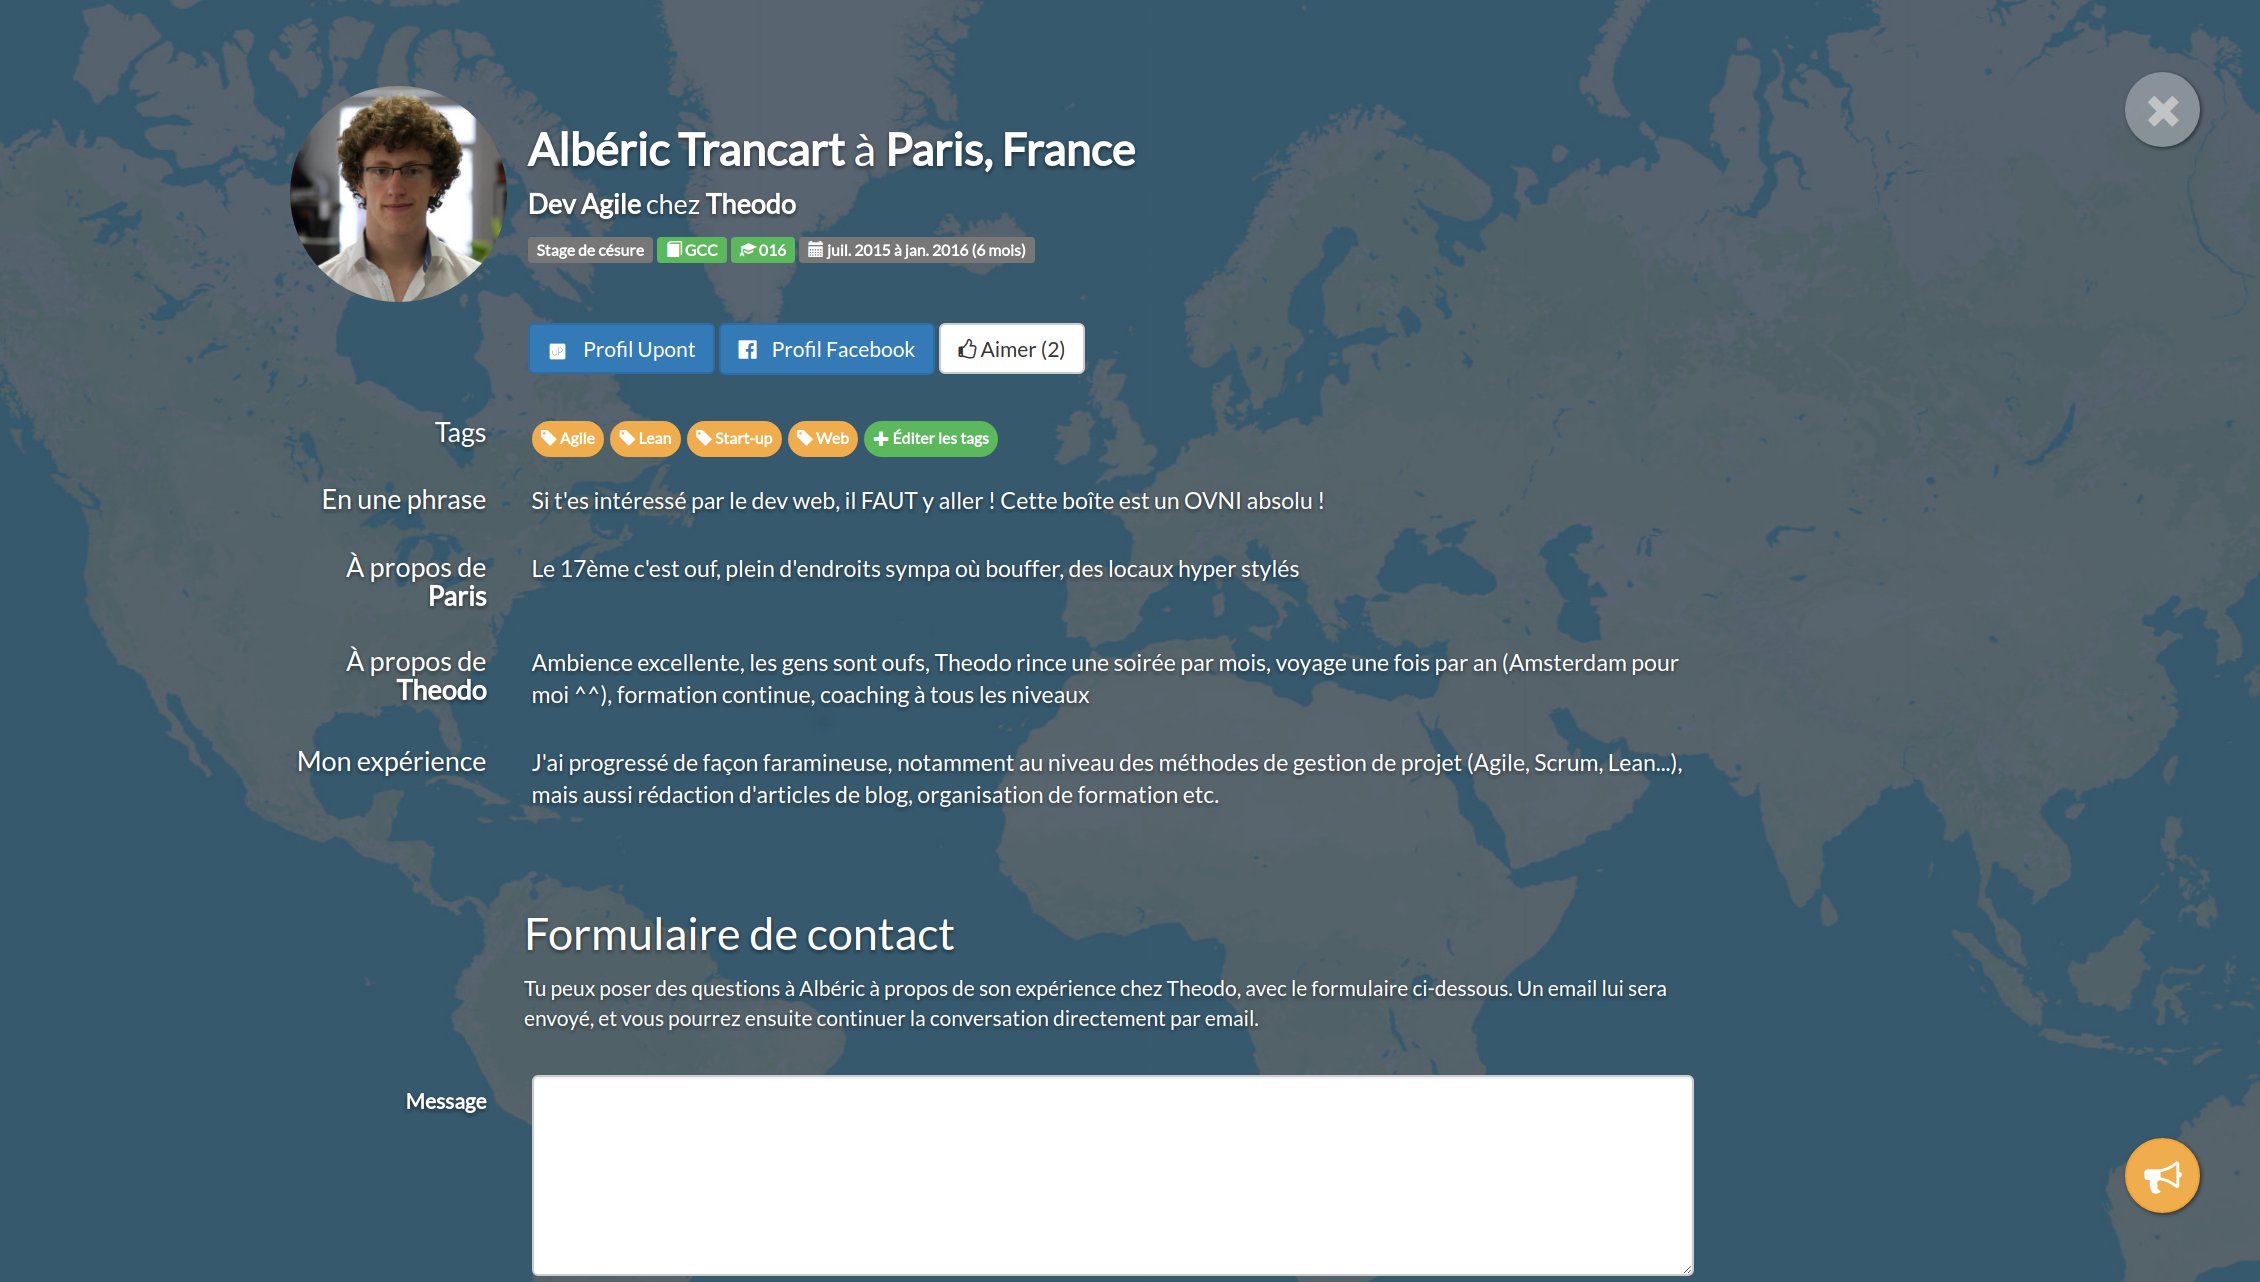 Albéric Trancart à Paris, France
Dev Agile chez Theodo
Stage de césure GCC 016 juil. 2015 à jan. 2016 (6 mois)
uP Profil Upont Profil Facebook Aimer (2)
Tags Agile Lean Start-up Web Éditer les tags
En une phrase Si t'es intéressé par le dev web, il FAUT y aller ! Cette boîte est un OVNI absolu !
À propos de Le 17ème c'est ouf, plein d'endroits sympa où bouffer, des locaux hyper stylés
Paris
À propos de Ambience excellente, les gens sont oufs, Theodo rince une soirée par mois, voyage une fois par an (Amsterdam pour
Theodo moi ^^), formation continue, coaching à tous les niveaux
Mon expérience J'ai progressé de façon faramineuse, notamment au niveau des méthodes de gestion de projet (Agile, Scrum, Lean...),
mais aussi rédaction d'articles de blog, organisation de formation etc.
Formulaire de contact
Tu peux poser des questions à Albéric à propos de son expérience chez Theodo, avec le formulaire ci-dessous. Un email lui sera
envoyé, et vous pourrez ensuite continuer la conversation directement par email.
Message